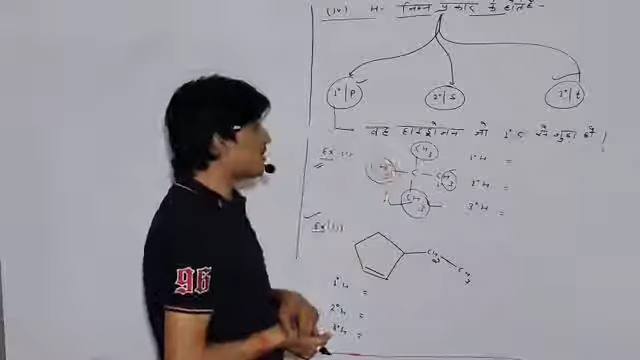 (iv) H- निम्न प्रकार के होते है-
1°/P 2°/S 3°/t
वह हाइड्रोजन जो 1° C से जुड़ा हो!
Ex.(i) CH3
C CH3
CH3
1°H =
2°H =
3°H =
Ex(ii)
CH2 CH3
1°H =
2°H =
3°H =
96